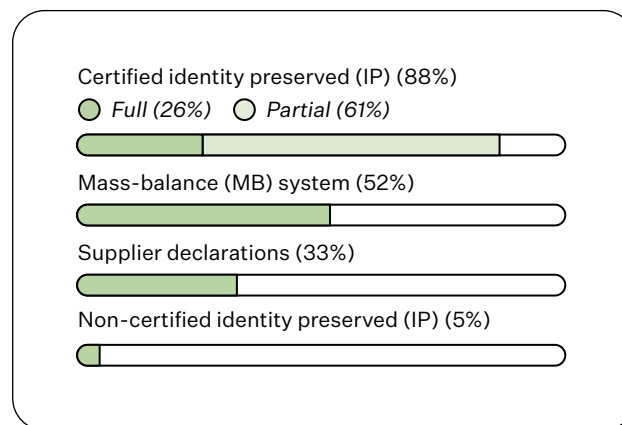 Certified identity preserved (IP) (88%)
Full (26%) Partial (61%)
Mass-balance (MB) system (52%)
Supplier declarations (33%)
Non-certified identity preserved (IP) (5%)